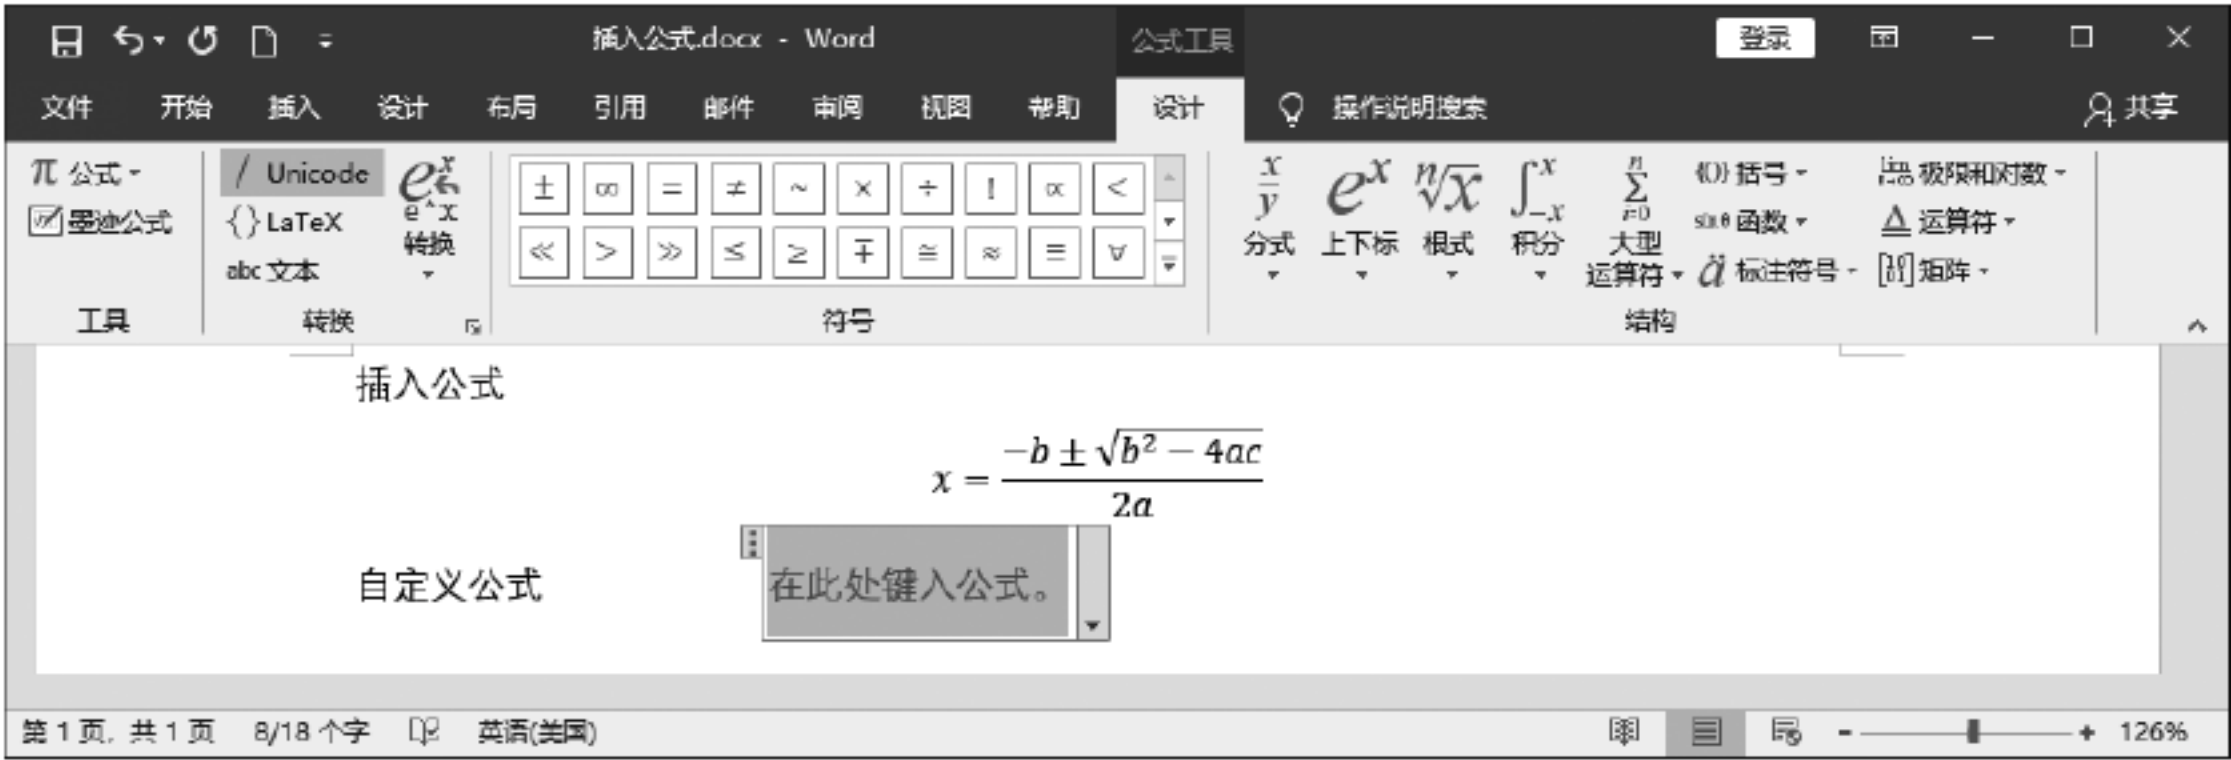 插入公式.docx - Word 公式工具 登录
文件 开始 插入 设计 布局 引用 邮件 审阅 视图 帮助 设计 操作说明搜索 共享
π 公式
墨迹公式
/ Unicode
{} LaTeX
abc 文本
e^x
转换
± ∞ = ≠ ~ × ÷ ! ∝ <
≪ > ≫ ≤ ≥ ∓ ≅ ≈ ≡ ∀
x/y 分式
e^x 上下标
ⁿ√x 根式
∫_{-x}^x 积分
∑_{i=0}^n 大型
运算符
{()} 括号
sin θ 函数
ä 标注符号
极限和对数
△ 运算符
矩阵
工具 转换 符号 结构
插入公式
x = (−b ± √(b² − 4ac)) / 2a
自定义公式 在此处键入公式。
第 1 页, 共 1 页 8/18 个字 英语(美国) - + 126%